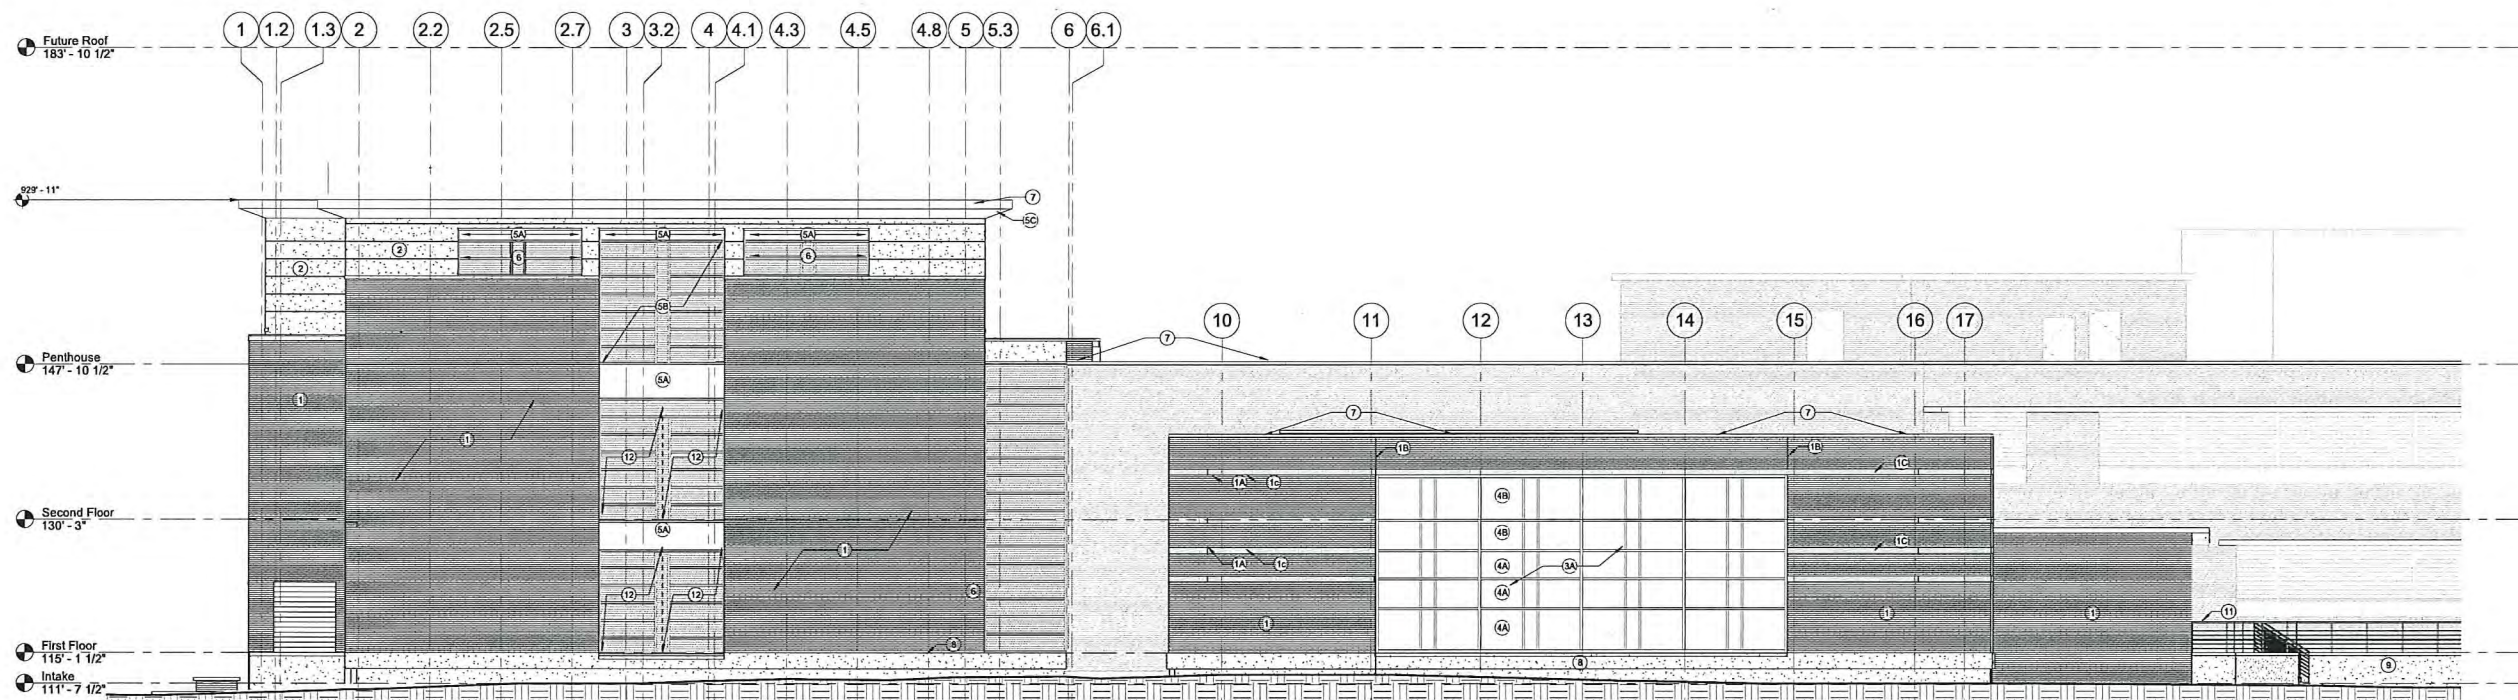 1 1.2 1.3 2 2.2 2.5 2.7 3 3.2 4 4.1 4.3 4.5 4.8 5 5.3 6 6.1
Future Roof
183' - 10 1/2"
929' - 11"
7
5C
5A 5A 5A
2
6 6
2
5B
10 11 12 13 14 15 16 17
7
Penthouse
147' - 10 1/2"
5A
1
7 7
1
1B 1B
12 12
1C
1A 1c
4B
Second Floor
130' - 3"
5A
4B
1C
1
1A 1c
4A 3A
6
4A
12 12
11
1 4A 1 1
First Floor
115' - 1 1/2"
8
8
9
Intake
111' - 7 1/2"